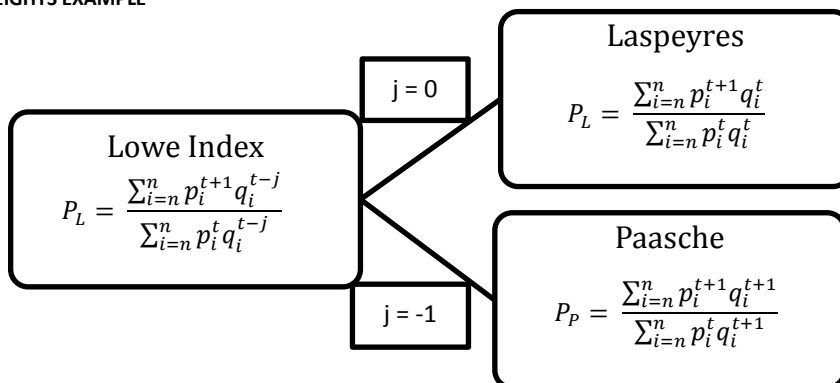 EIGHTS EXAMPLE
Lowe Index
P_L = \frac{\sum_{i=n}^{n} p_i^{t+1} q_i^{t-j}}{\sum_{i=n}^{n} p_i^{t} q_i^{t-j}}
j = 0
Laspeyres
P_L = \frac{\sum_{i=n}^{n} p_i^{t+1} q_i^{t}}{\sum_{i=n}^{n} p_i^{t} q_i^{t}}
j = -1
Paasche
P_P = \frac{\sum_{i=n}^{n} p_i^{t+1} q_i^{t+1}}{\sum_{i=n}^{n} p_i^{t} q_i^{t+1}}